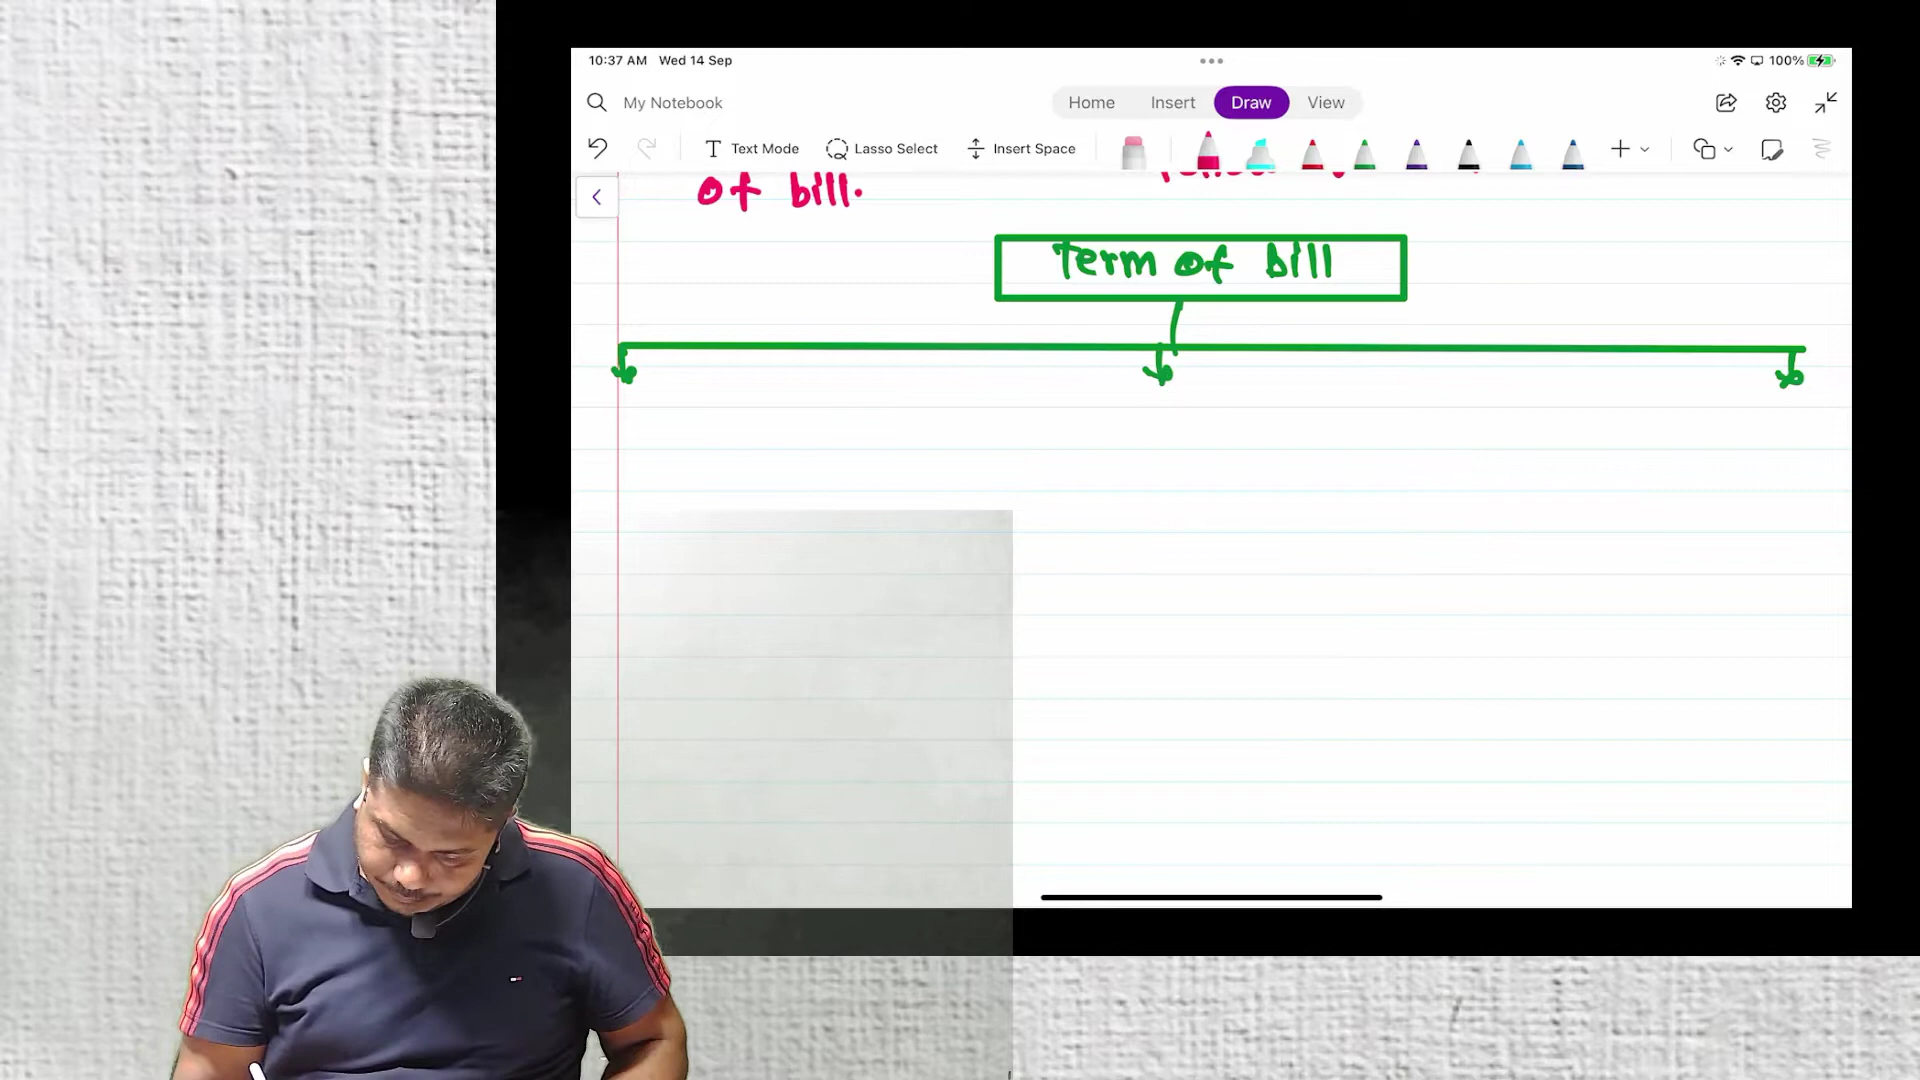 10:37 AM Wed 14 Sep
100%
My Notebook
Home Insert Draw View
Text Mode Lasso Select Insert Space
of bill.
Term of bill